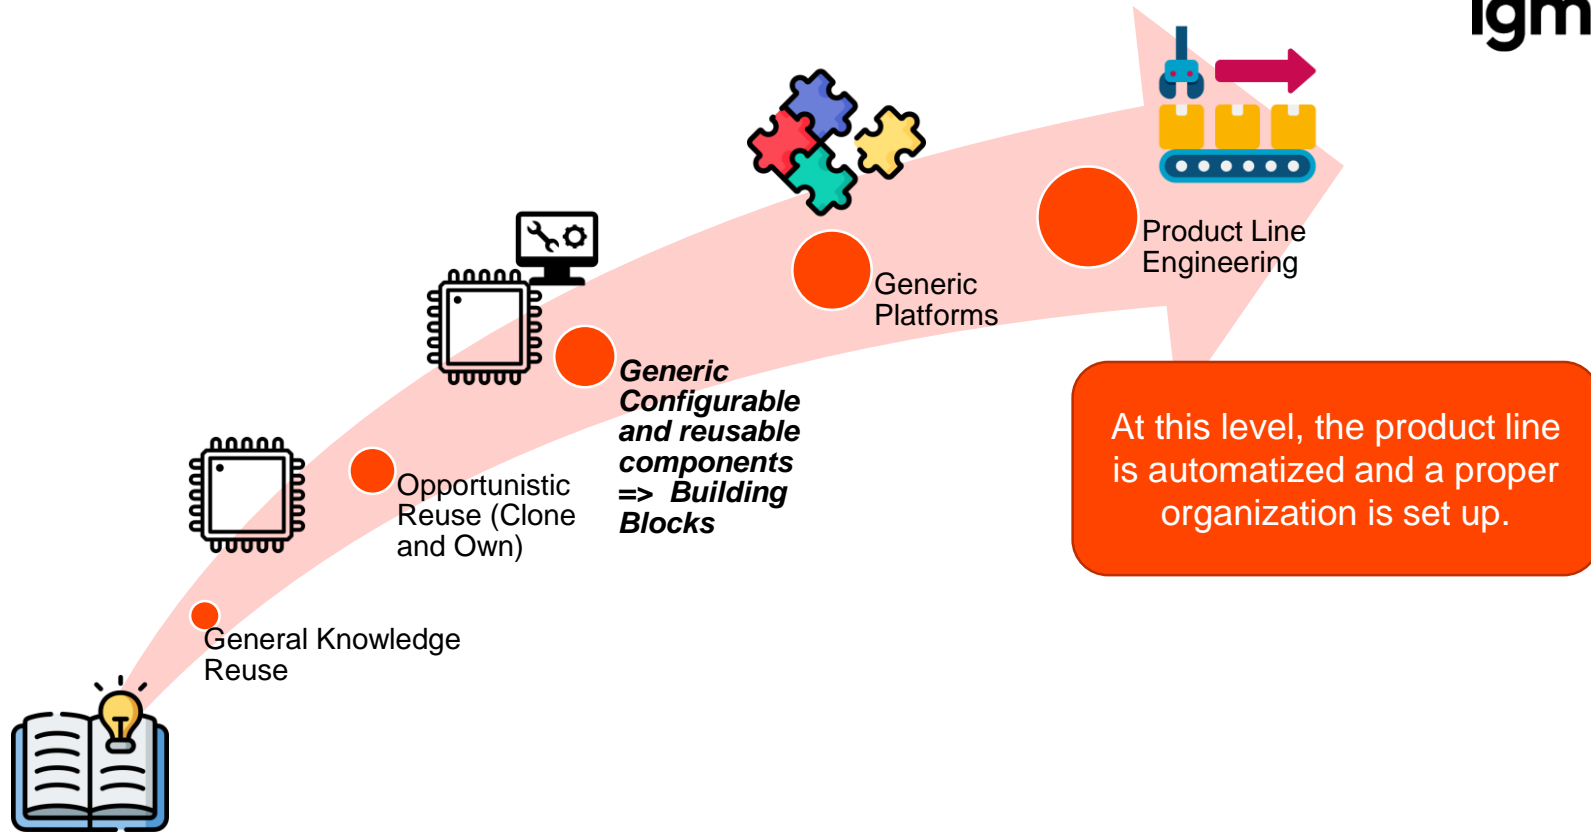 igm
Product Line
Engineering
Generic
Platforms
Generic
Configurable
and reusable
components
=> Building
Blocks
At this level, the product line
is automatized and a proper
organization is set up.
Opportunistic
Reuse (Clone
and Own)
General Knowledge
Reuse